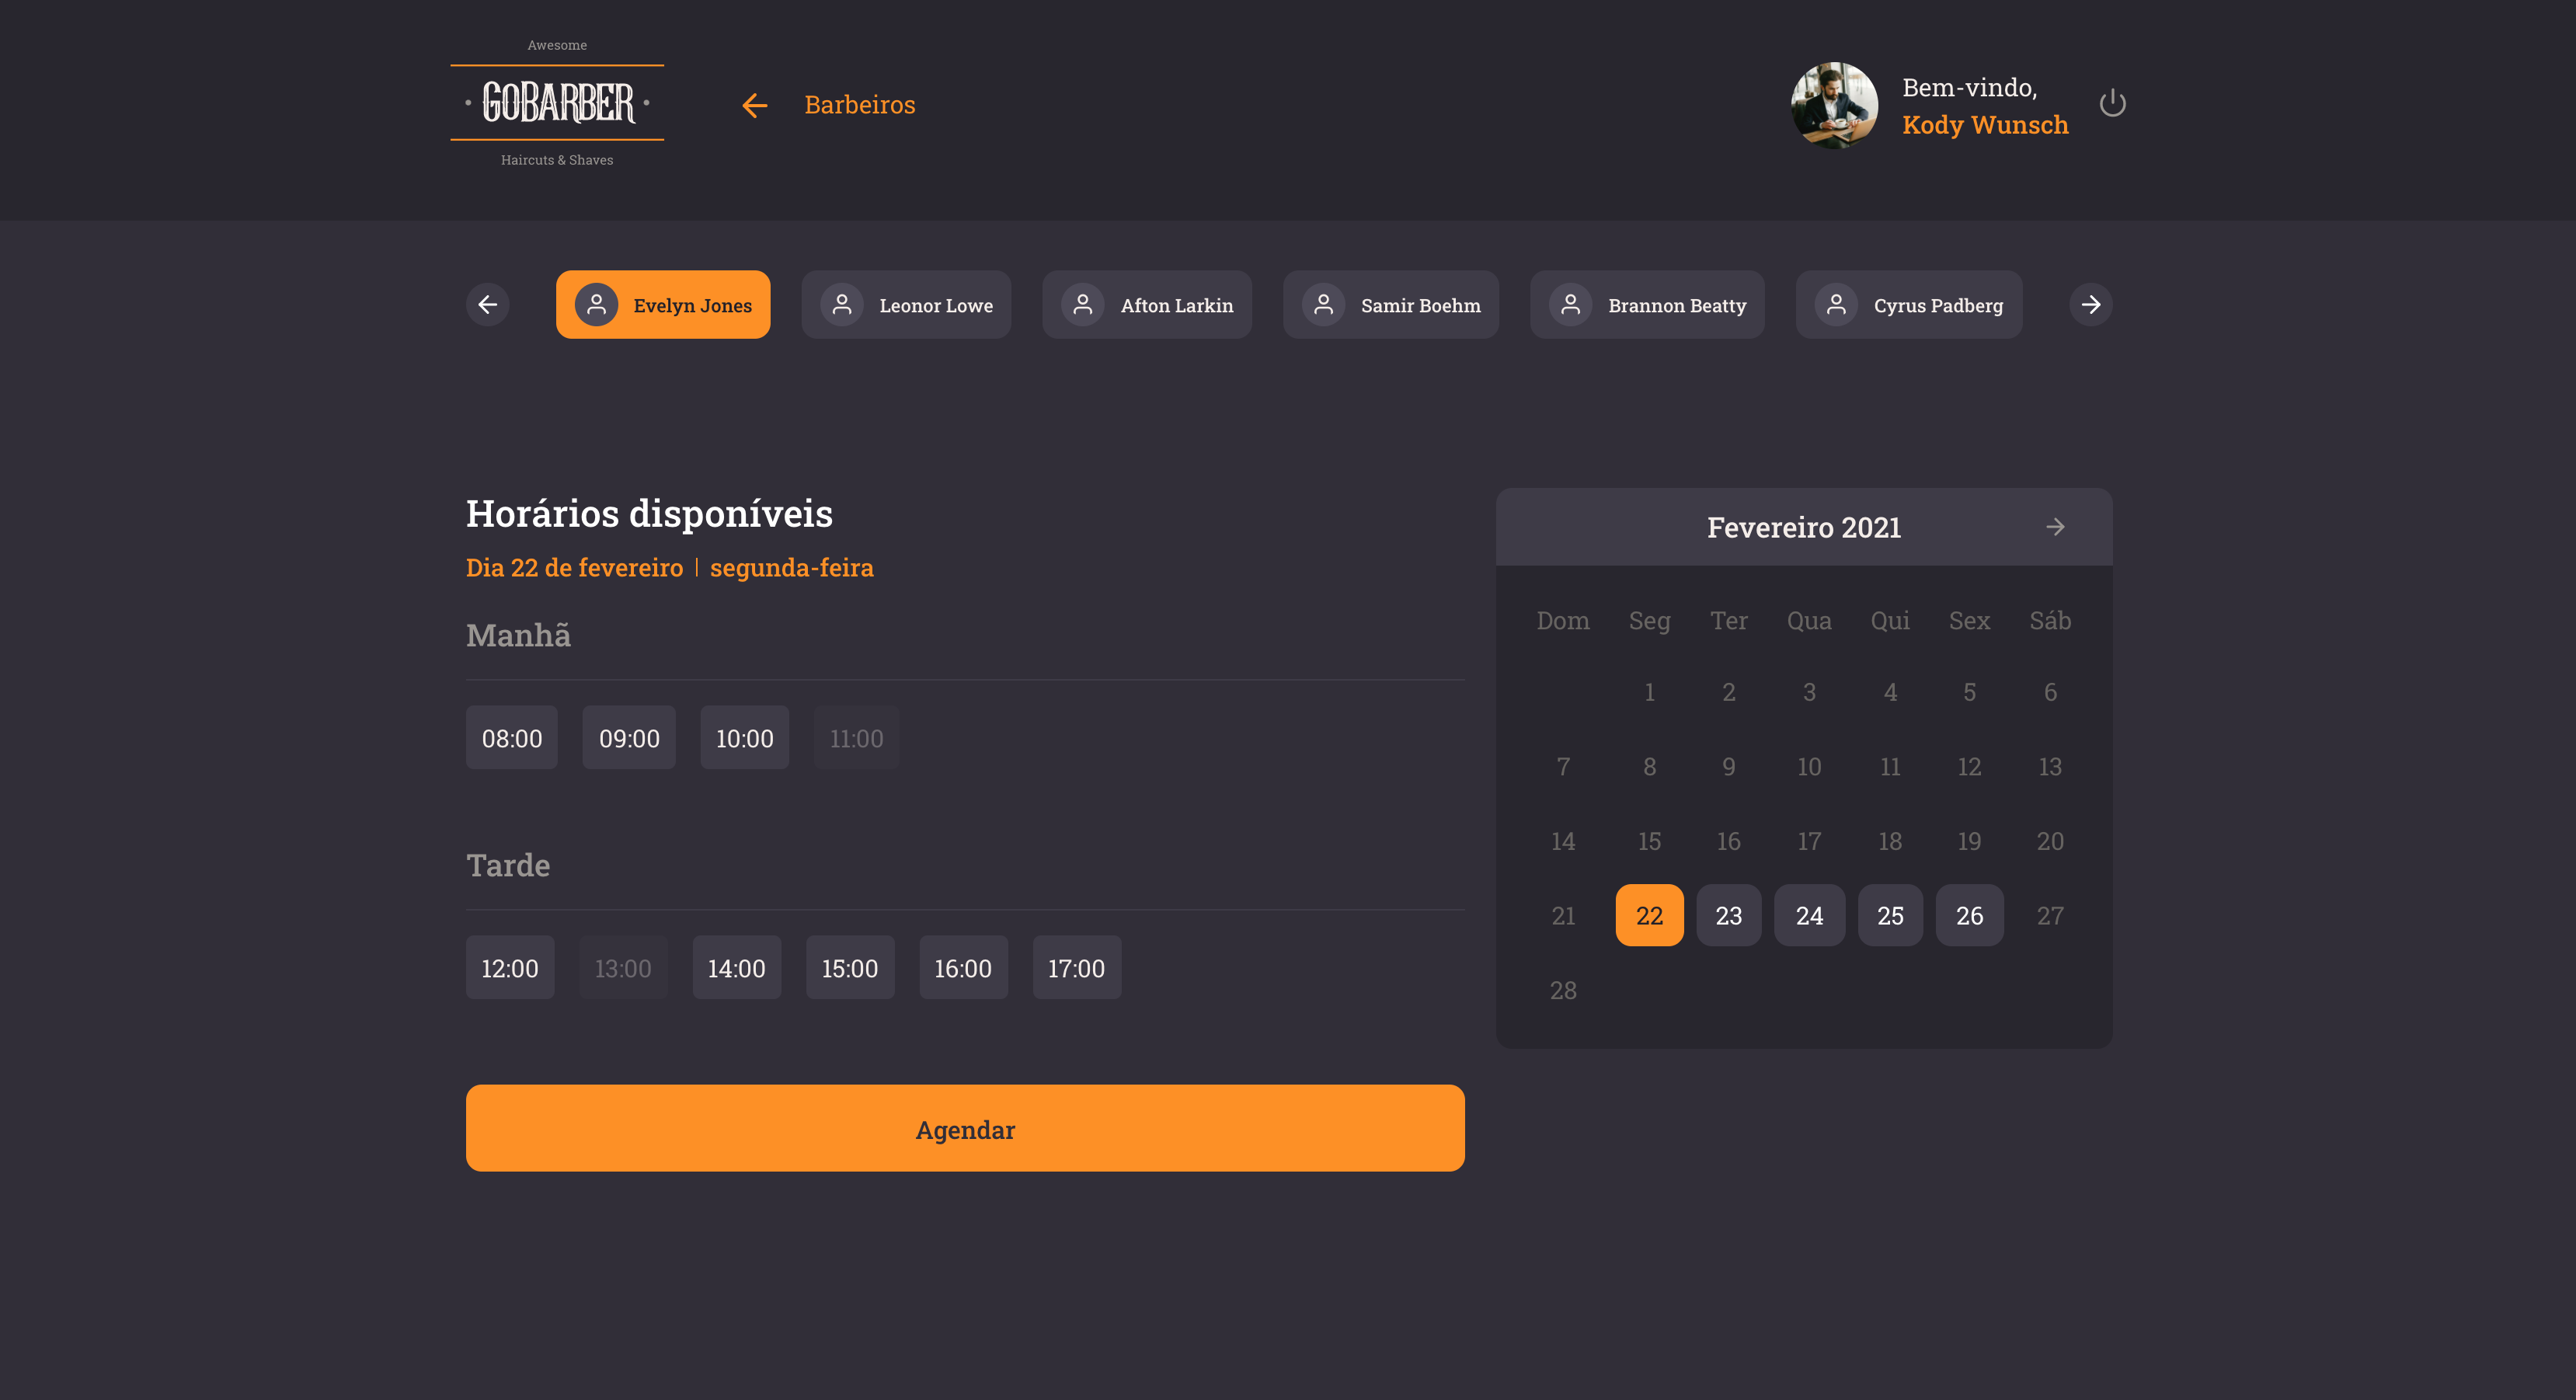 Awesome
GoBarber
Haircuts & Shaves
Barbeiros
Bem-vindo,
Kody Wunsch
Evelyn Jones Leonor Lowe Afton Larkin Samir Boehm Brannon Beatty Cyrus Padberg
Horários disponíveis
Dia 22 de fevereiro | segunda-feira
Manhã
08:00 09:00 10:00 11:00
Tarde
12:00 13:00 14:00 15:00 16:00 17:00
Agendar
Fevereiro 2021
Dom Seg Ter Qua Qui Sex Sáb
1 2 3 4 5 6
7 8 9 10 11 12 13
14 15 16 17 18 19 20
21 22 23 24 25 26 27
28